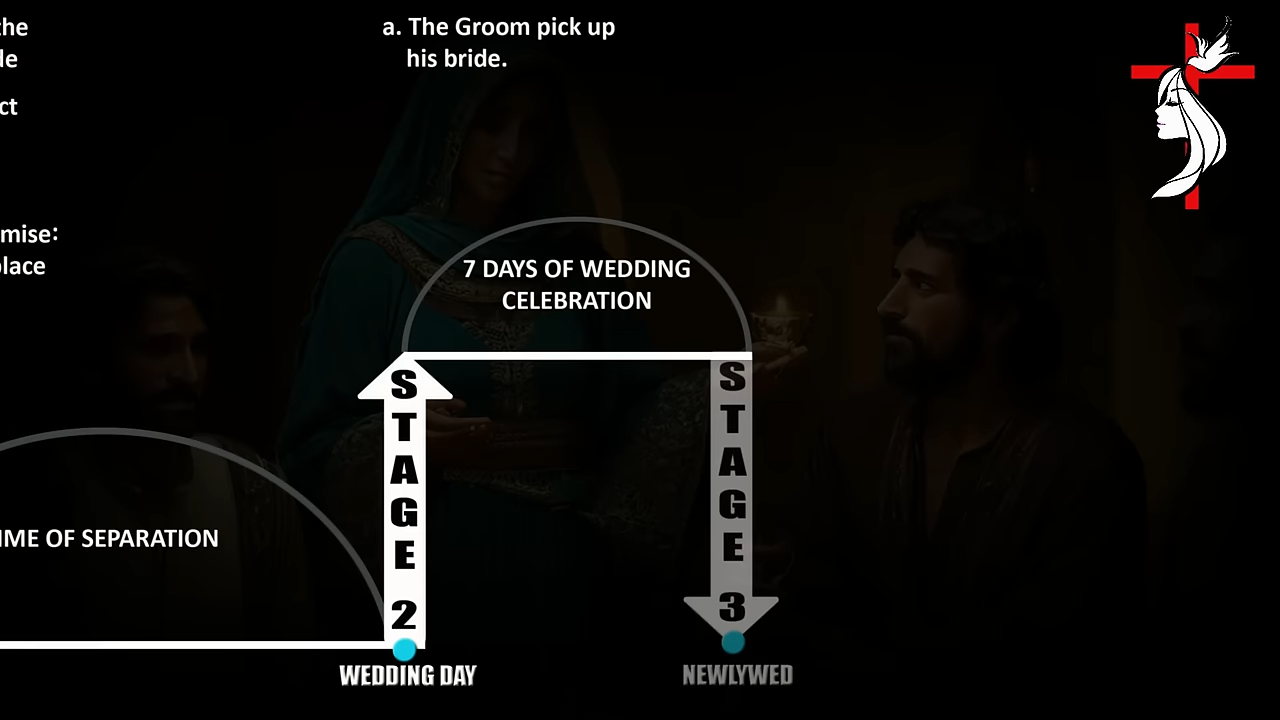 the
de
ct
mise:
place
a. The Groom pick up
his bride.
7 DAYS OF WEDDING
CELEBRATION
IME OF SEPARATION
STAGE 2
STAGE 3
WEDDING DAY
NEWLYWED